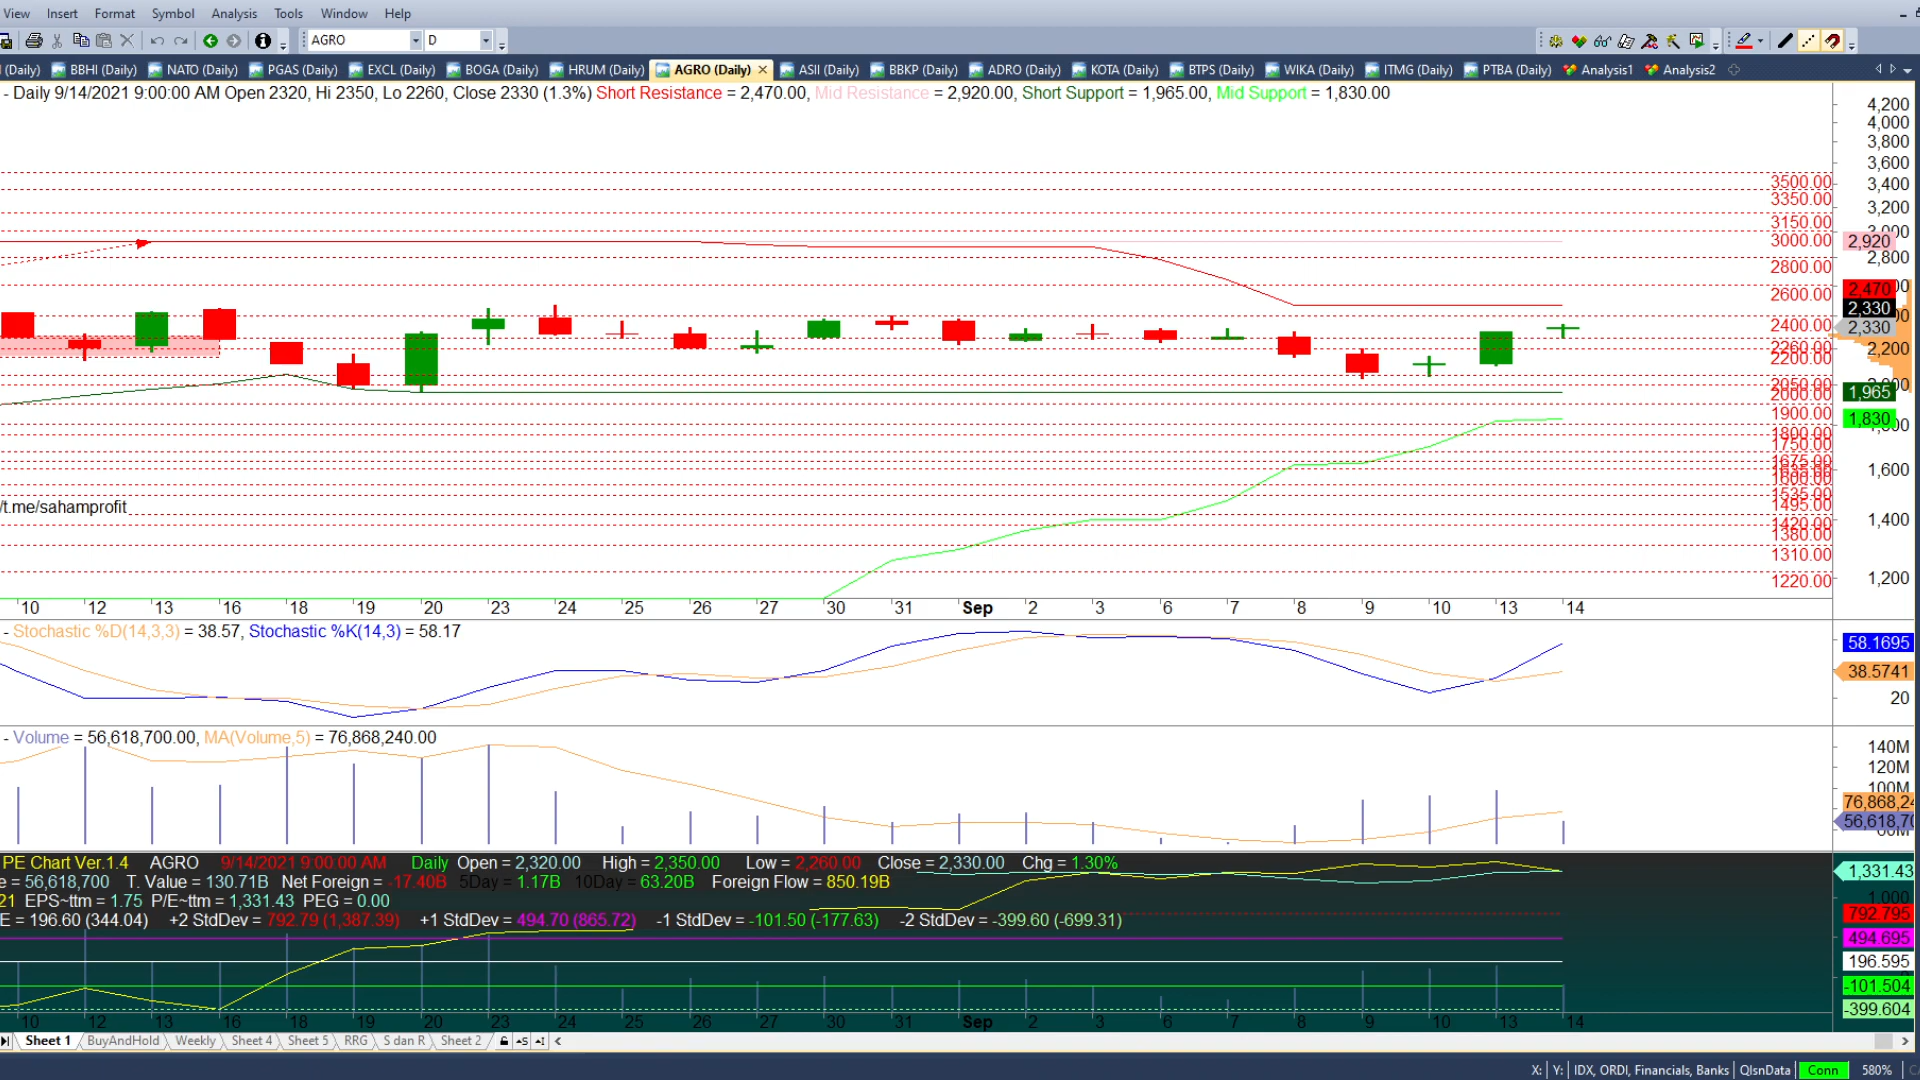 View Insert Format Symbol Analysis Tools Window Help
AGRO D
(Daily) BBHI (Daily) NATO (Daily) PGAS (Daily) EXCL (Daily) BOGA (Daily) HRUM (Daily) AGRO (Daily) ASII (Daily) BBKP (Daily) ADRO (Daily) KOTA (Daily) BTPS (Daily) WIKA (Daily) ITMG (Daily) PTBA (Daily) Analysis1 Analysis2
- Daily 9/14/2021 9:00:00 AM Open 2320, Hi 2350, Lo 2260, Close 2330 (1.3%) Short Resistance = 2,470.00, Mid Resistance = 2,920.00, Short Support = 1,965.00, Mid Support = 1,830.00
4,200
4,000
3,800
3,600
3500.00 3,400
3350.00
3150.00 3,200
3000.00 2,920
2800.00 2,800
2600.00 2,470
2,330
2400.00 2,330
2260.00 2,200
2200.00
2050.00
2000.00 1,965
1900.00 1,830
1800.00
1750.00
1675.00 1,600
1635.00
1600.00
1535.00
1495.00
/t.me/sahamprofit
1420.00 1,400
1380.00
1310.00
1220.00 1,200
10 12 13 16 18 19 20 23 24 25 26 27 30 31 Sep 2 3 6 7 8 9 10 13 14
- Stochastic %D(14,3,3) = 38.57, Stochastic %K(14,3) = 58.17
58.1695
38.5741
20
- Volume = 56,618,700.00, MA(Volume,5) = 76,868,240.00
140M
120M
100M
76,868,24
56,618,70
PE Chart Ver.1.4 AGRO 9/14/2021 9:00:00 AM Daily Open = 2,320.00 High = 2,350.00 Low = 2,260.00 Close = 2,330.00 Chg = 1.30%
e = 56,618,700 T. Value = 130.71B Net Foreign = -17.40B 5Day = 1.17B 10Day = 63.20B Foreign Flow = 850.19B
21 EPS~ttm = 1.75 P/E~ttm = 1,331.43 PEG = 0.00
E = 196.60 (344.04) +2 StdDev = 792.79 (1,387.39) +1 StdDev = 494.70 (865.72) -1 StdDev = -101.50 (-177.63) -2 StdDev = -399.60 (-699.31)
1,331.43
1,000
792.795
494.695
196.595
-101.504
-399.604
10 12 13 16 18 19 20 23 24 25 26 27 30 31 Sep 2 3 6 7 8 9 10 13 14
Sheet 1 BuyAndHold Weekly Sheet 4 Sheet 5 RRG S dan R Sheet 2
X: Y: IDX, ORDI, Financials, Banks QlsnData Conn 580%